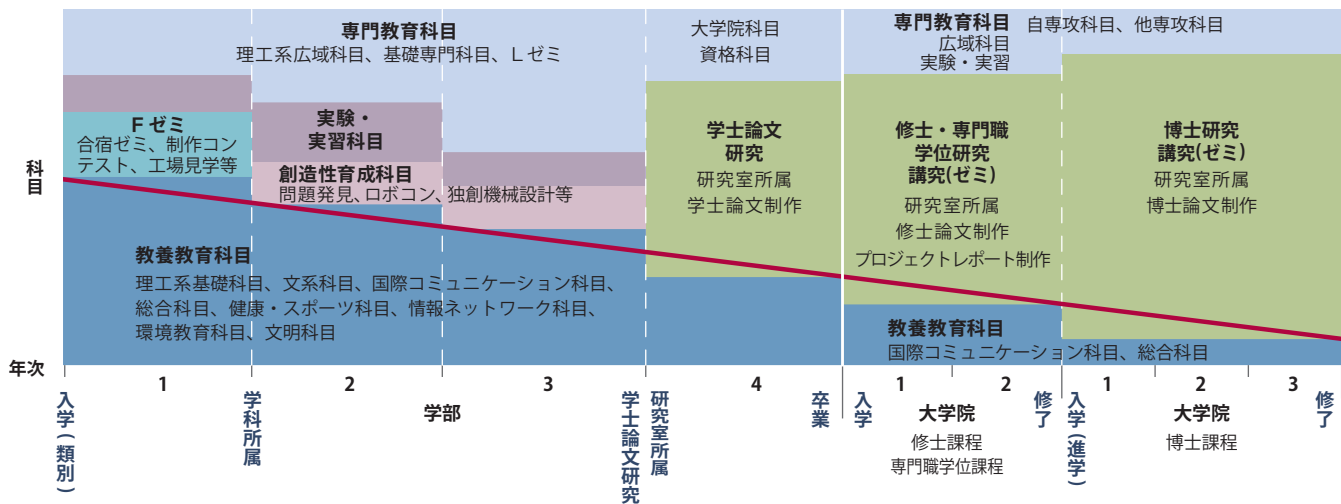 専門教育科目
理工系広域科目、基礎専門科目、Lゼミ
大学院科目
資格科目
専門教育科目
自専攻科目、他専攻科目
広域科目
実験・実習
科目
Fゼミ
合宿ゼミ、制作コン
テスト、工場見学等
実験・
実習科目
創造性育成科目
問題発見、ロボコン、独創機械設計等
学士論文
研究
研究室所属
学士論文制作
修士・専門職
学位研究
講究(ゼミ)
研究室所属
修士論文制作
プロジェクトレポート制作
博士研究
講究(ゼミ)
研究室所属
博士論文制作
教養教育科目
理工系基礎科目、文系科目、国際コミュニケーション科目、
総合科目、健康・スポーツ科目、情報ネットワーク科目、
環境教育科目、文明科目
教養教育科目
国際コミュニケーション科目、総合科目
年次
1
2
3
4
1
2
1
2
3
入学(類別)
学科所属
学部
学士論文研究
研究室所属
卒業
入学
大学院
修士課程
専門職学位課程
修了
入学(進学)
大学院
博士課程
修了